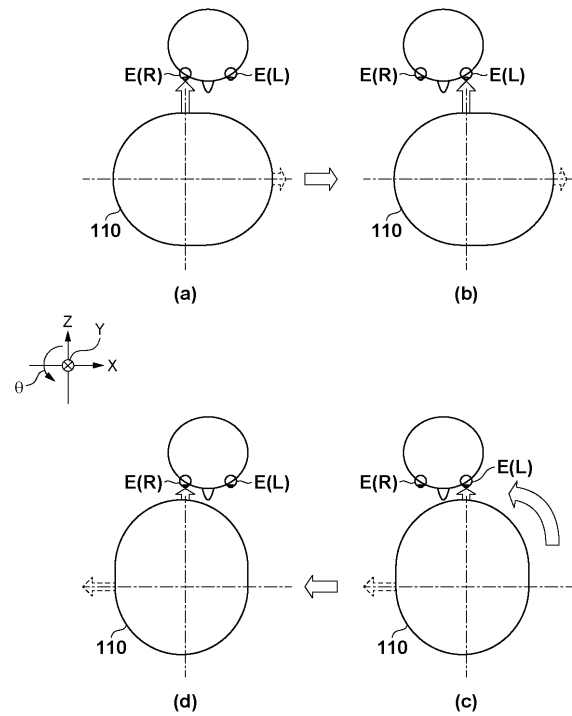 E(R) E(L) E(R) E(L)
110 110
(a) (b)
Z Y
X
θ
E(R) E(L) E(R) E(L)
110 110
(d) (c)